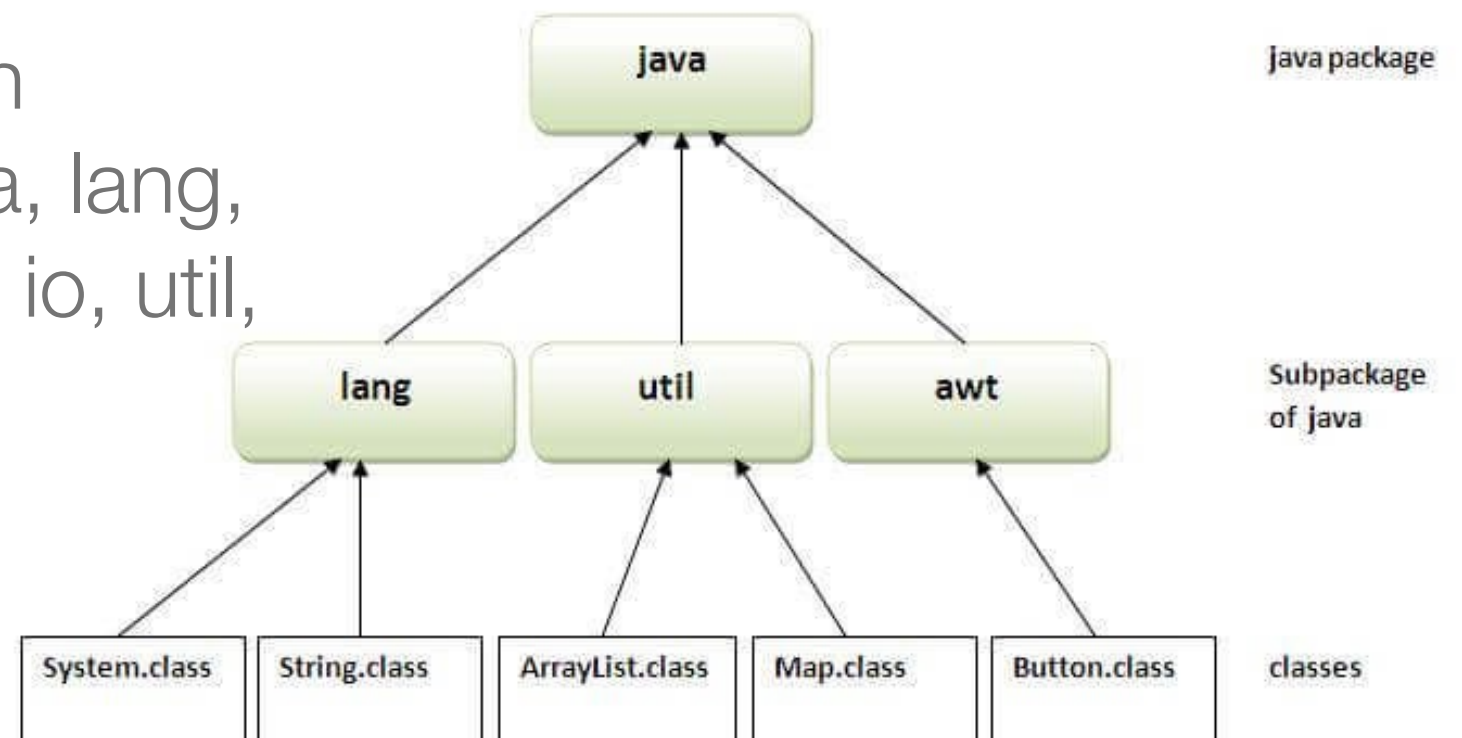 n
a, lang,
io, util,
java
java package
lang
util
awt
Subpackage
of java
System.class
String.class
ArrayList.class
Map.class
Button.class
classes